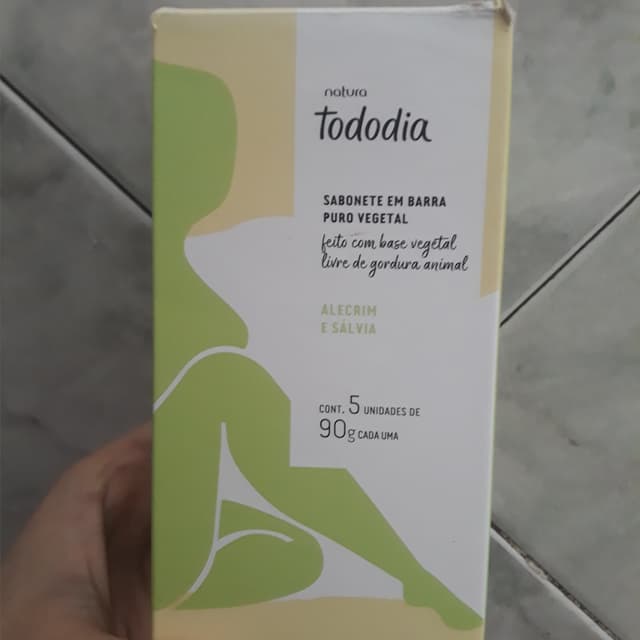 natura
Tododia
SABONETE EM BARRA
PURO VEGETAL
feito com base vegetal
livre de gordura animal
ALECRIM
E SÁLVIA
CONT. 5 UNIDADES DE
90g CADA UMA